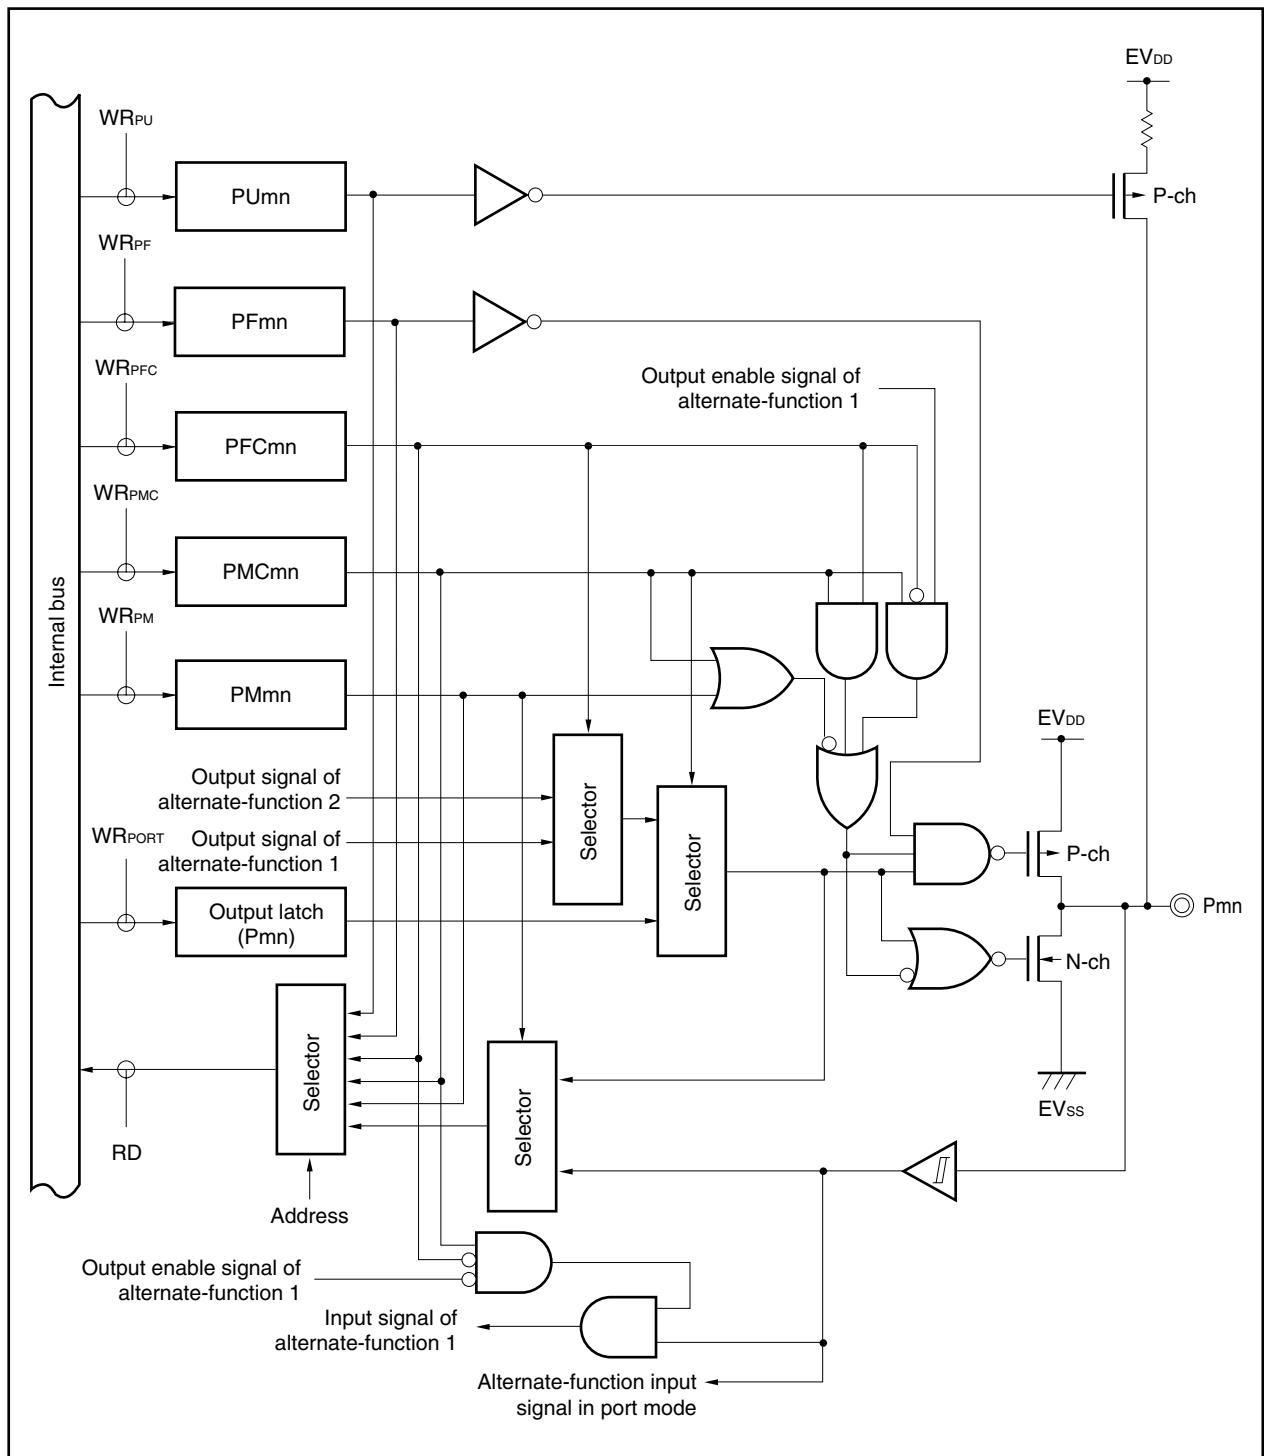 EVDD
WRPU
PUmn
P-ch
WRPF
PFmn
WRPFC
Output enable signal of
alternate-function 1
PFCmn
WRPMC
PMCmn
Internal bus
WRPM
PMmn
EVDD
Output signal of
alternate-function 2
Selector
Selector
WRPORT
Output signal of
alternate-function 1
P-ch
Output latch
(Pmn)
Pmn
N-ch
Selector
Selector
EVSS
RD
Address
Output enable signal of
alternate-function 1
Input signal of
alternate-function 1
Alternate-function input
signal in port mode